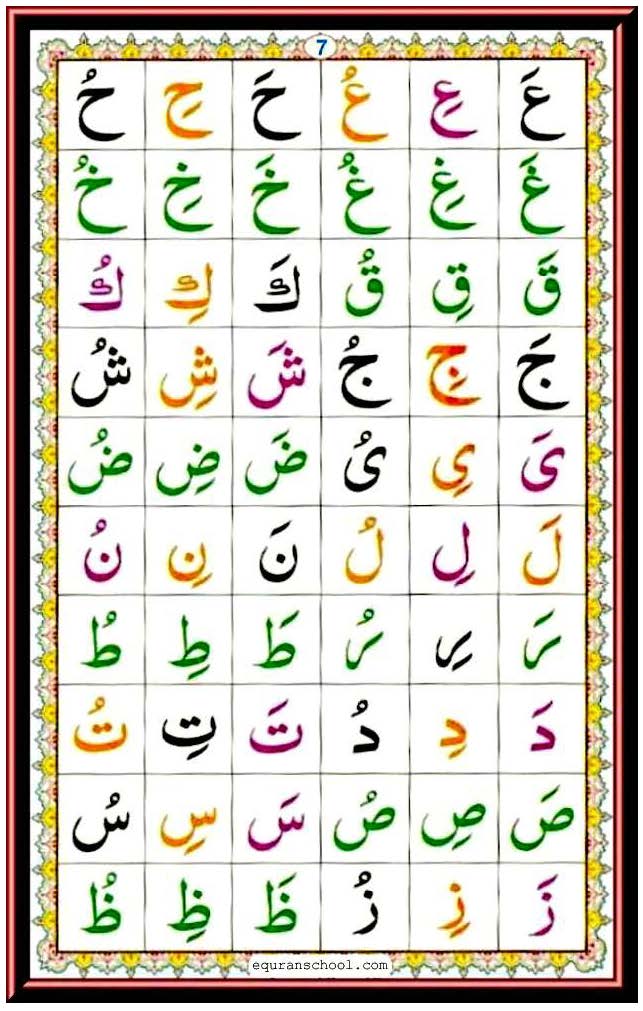 7
عَ عِ عُ حَ حِ حُ
غَ غِ غُ خَ خِ خُ
قَ قِ قُ كَ كِ كُ
جَ جِ جُ شَ شِ شُ
یَ یِ یُ ضَ ضِ ضُ
لَ لِ لُ نَ نِ نُ
رَ رِ رُ طَ طِ طُ
دَ دِ دُ تَ تِ تُ
صَ صِ صُ سَ سِ سُ
زَ زِ زُ ظَ ظِ ظُ
equranschool.com